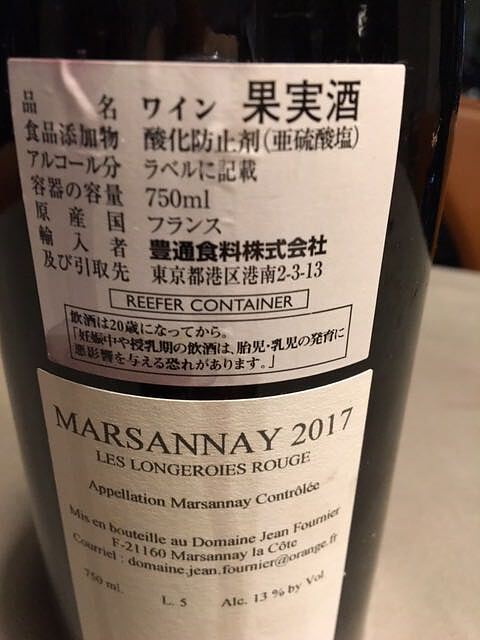 品名 ワイン 果実酒
食品添加物 酸化防止剤(亜硫酸塩)
アルコール分 ラベルに記載
容器の容量 750ml
原産国 フランス
輸入者 豊通食料株式会社
及び引取先 東京都港区港南2-3-13
REEFER CONTAINER
飲酒は20歳になってから。
「妊娠中や授乳期の飲酒は、胎児・乳児の発育に
悪影響を与える恐れがあります。」
MARSANNAY 2017
LES LONGEROIES ROUGE
Appellation Marsannay Contrôlée
Mis en bouteille au Domaine Jean Fournier
F-21160 Marsannay la Côte
Courriel : domaine.jean.fournier@orange.fr
750 ml. L. 5 Alc. 13 % by Vol